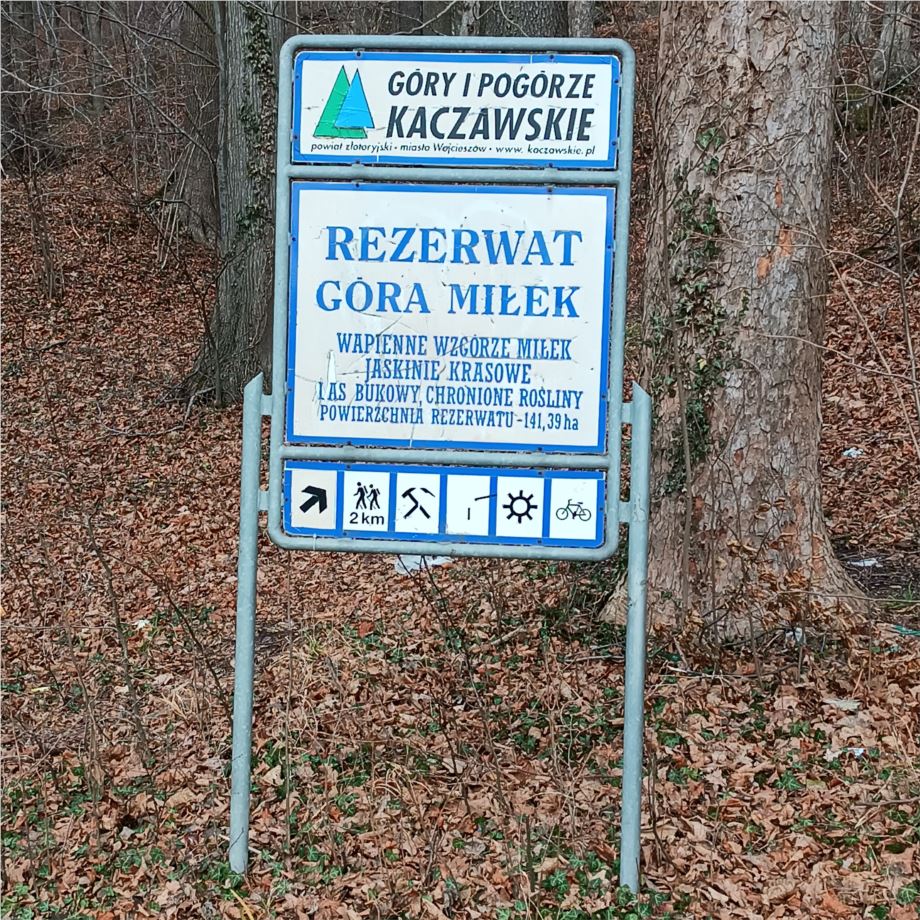 GÓRY I POGÓRZE
KACZAWSKIE
powiat złotoryjski • miasto Wojcieszów • www. kaczawskie. pl
REZERWAT
GÓRA MIŁEK
WAPIENNE WZGÓRZE MIŁEK
JASKINIE KRASOWE
LAS BUKOWY, CHRONIONE ROŚLINY
POWIERZCHNIA REZERWATU - 141, 39 ha
2 km